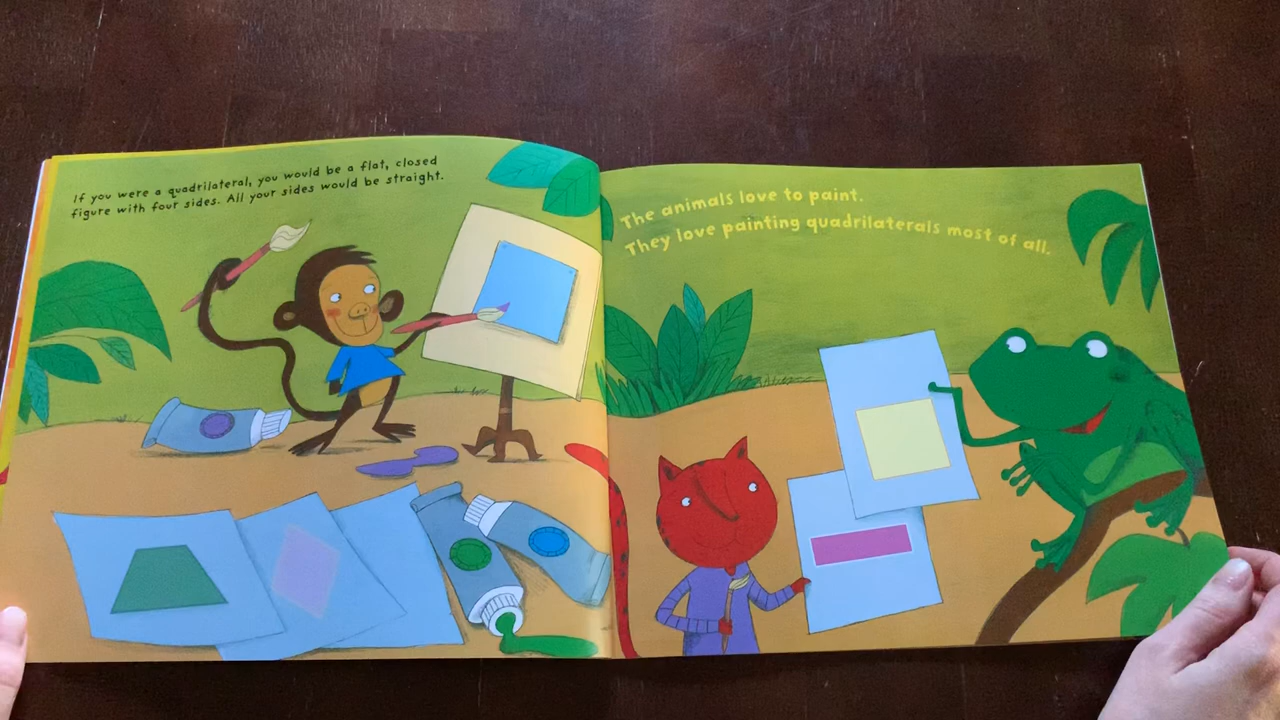 If you were a quadrilateral, you would be a flat, closed
figure with four sides. All your sides would be straight.
The animals love to paint.
They love painting quadrilaterals most of all.